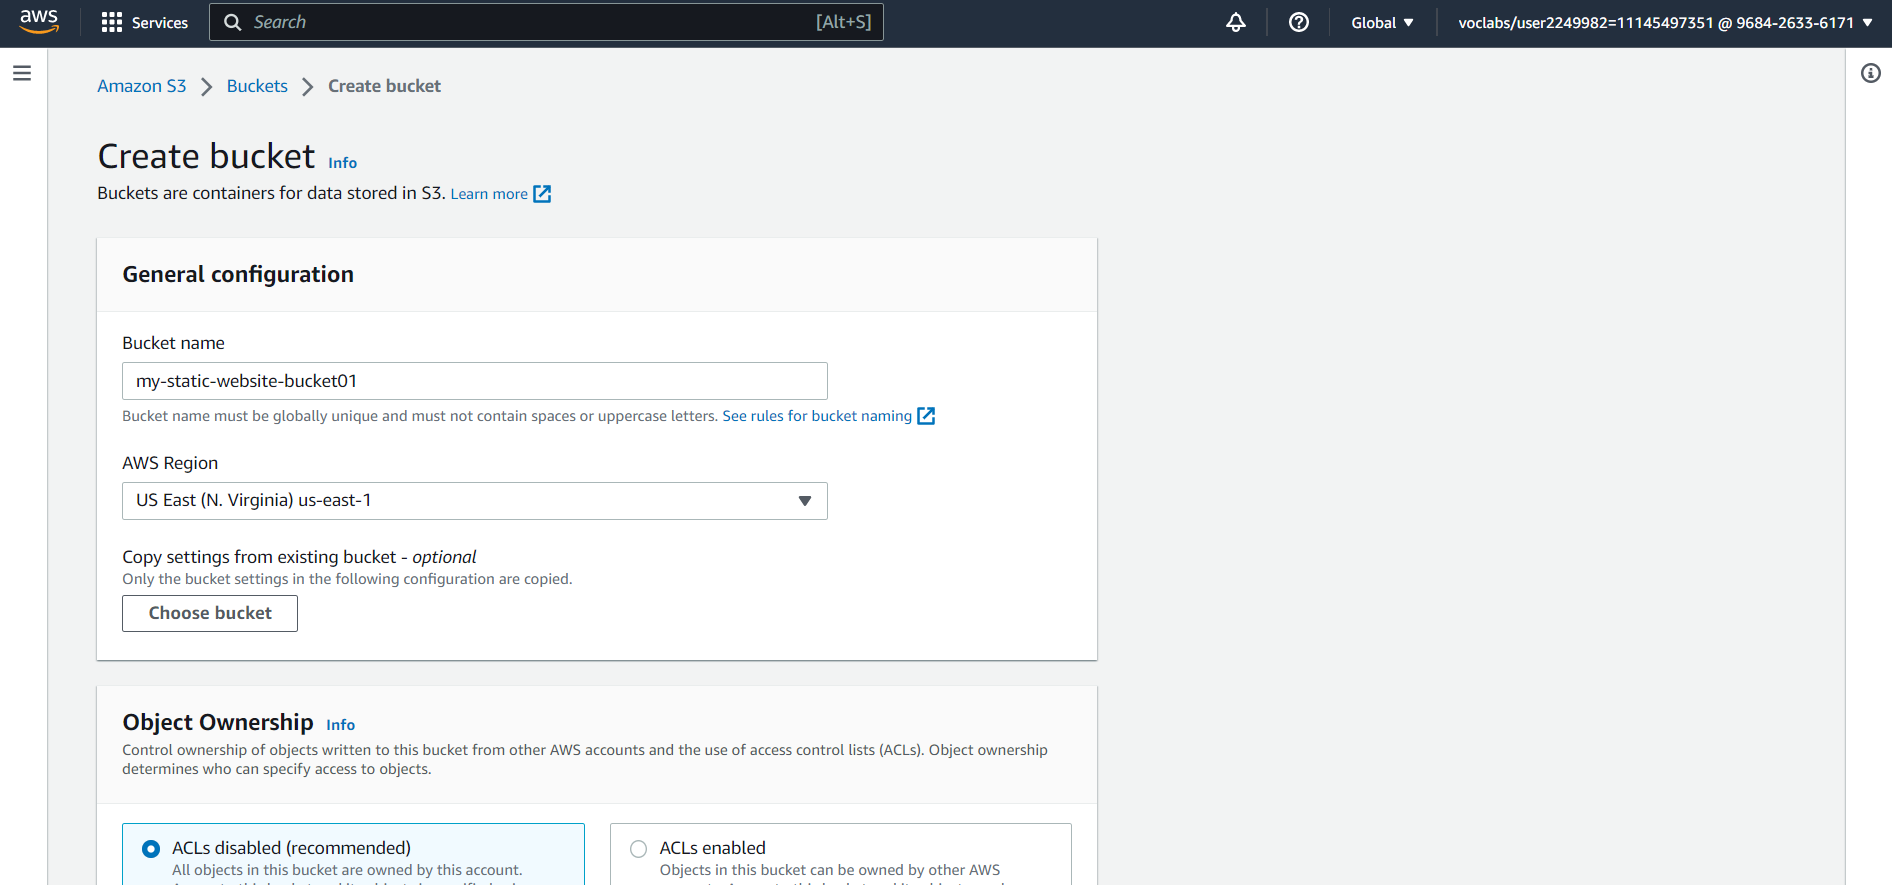 aws Services Search [Alt+S] Global voclabs/user2249982=11145497351 @ 9684-2633-6171
Amazon S3 Buckets Create bucket
Create bucket Info
Buckets are containers for data stored in S3. Learn more
General configuration
Bucket name
my-static-website-bucket01
Bucket name must be globally unique and must not contain spaces or uppercase letters. See rules for bucket naming
AWS Region
US East (N. Virginia) us-east-1
Copy settings from existing bucket - optional
Only the bucket settings in the following configuration are copied.
Choose bucket
Object Ownership Info
Control ownership of objects written to this bucket from other AWS accounts and the use of access control lists (ACLs). Object ownership
determines who can specify access to objects.
ACLs disabled (recommended)
All objects in this bucket are owned by this account.
ACLs enabled
Objects in this bucket can be owned by other AWS